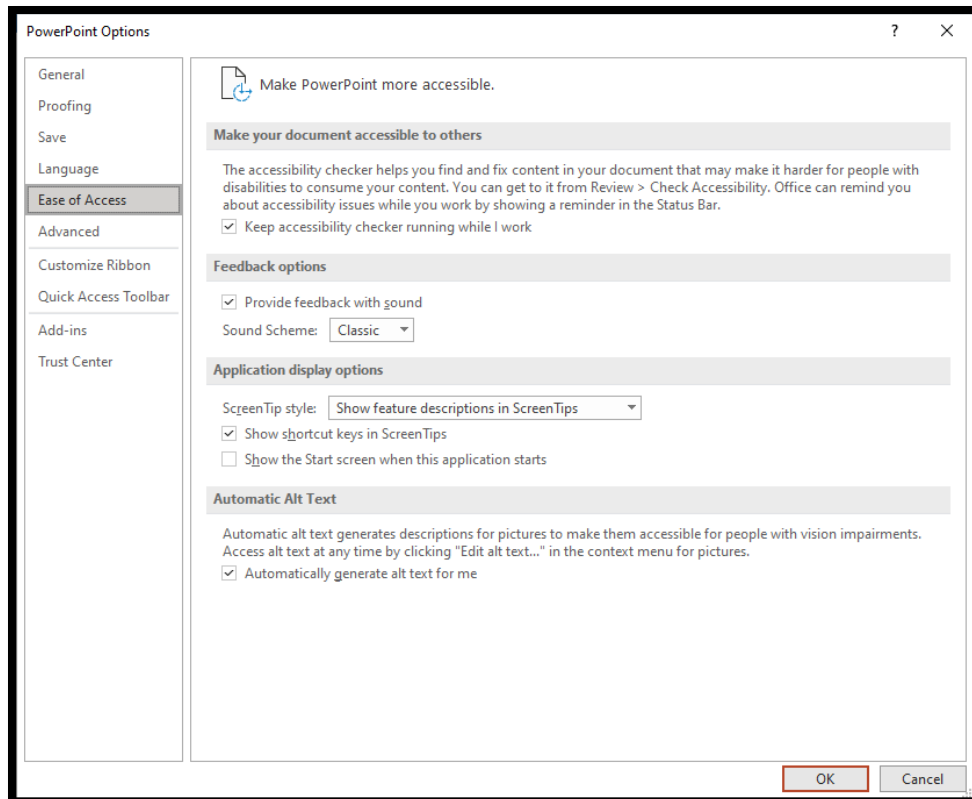 PowerPoint Options
?
General
Proofing
Save
Language
Ease of Access
Advanced
Customize Ribbon
Quick Access Toolbar
Add-ins
Trust Center
Make PowerPoint more accessible.
Make your document accessible to others
The accessibility checker helps you find and fix content in your document that may make it harder for people with
disabilities to consume your content. You can get to it from Review > Check Accessibility. Office can remind you
about accessibility issues while you work by showing a reminder in the Status Bar.
Keep accessibility checker running while I work
Feedback options
Provide feedback with sound
Sound Scheme: Classic
Application display options
ScreenTip style: Show feature descriptions in ScreenTips
Show shortcut keys in ScreenTips
Show the Start screen when this application starts
Automatic Alt Text
Automatic alt text generates descriptions for pictures to make them accessible for people with vision impairments.
Access alt text at any time by clicking "Edit alt text..." in the context menu for pictures.
Automatically generate alt text for me
OK Cancel